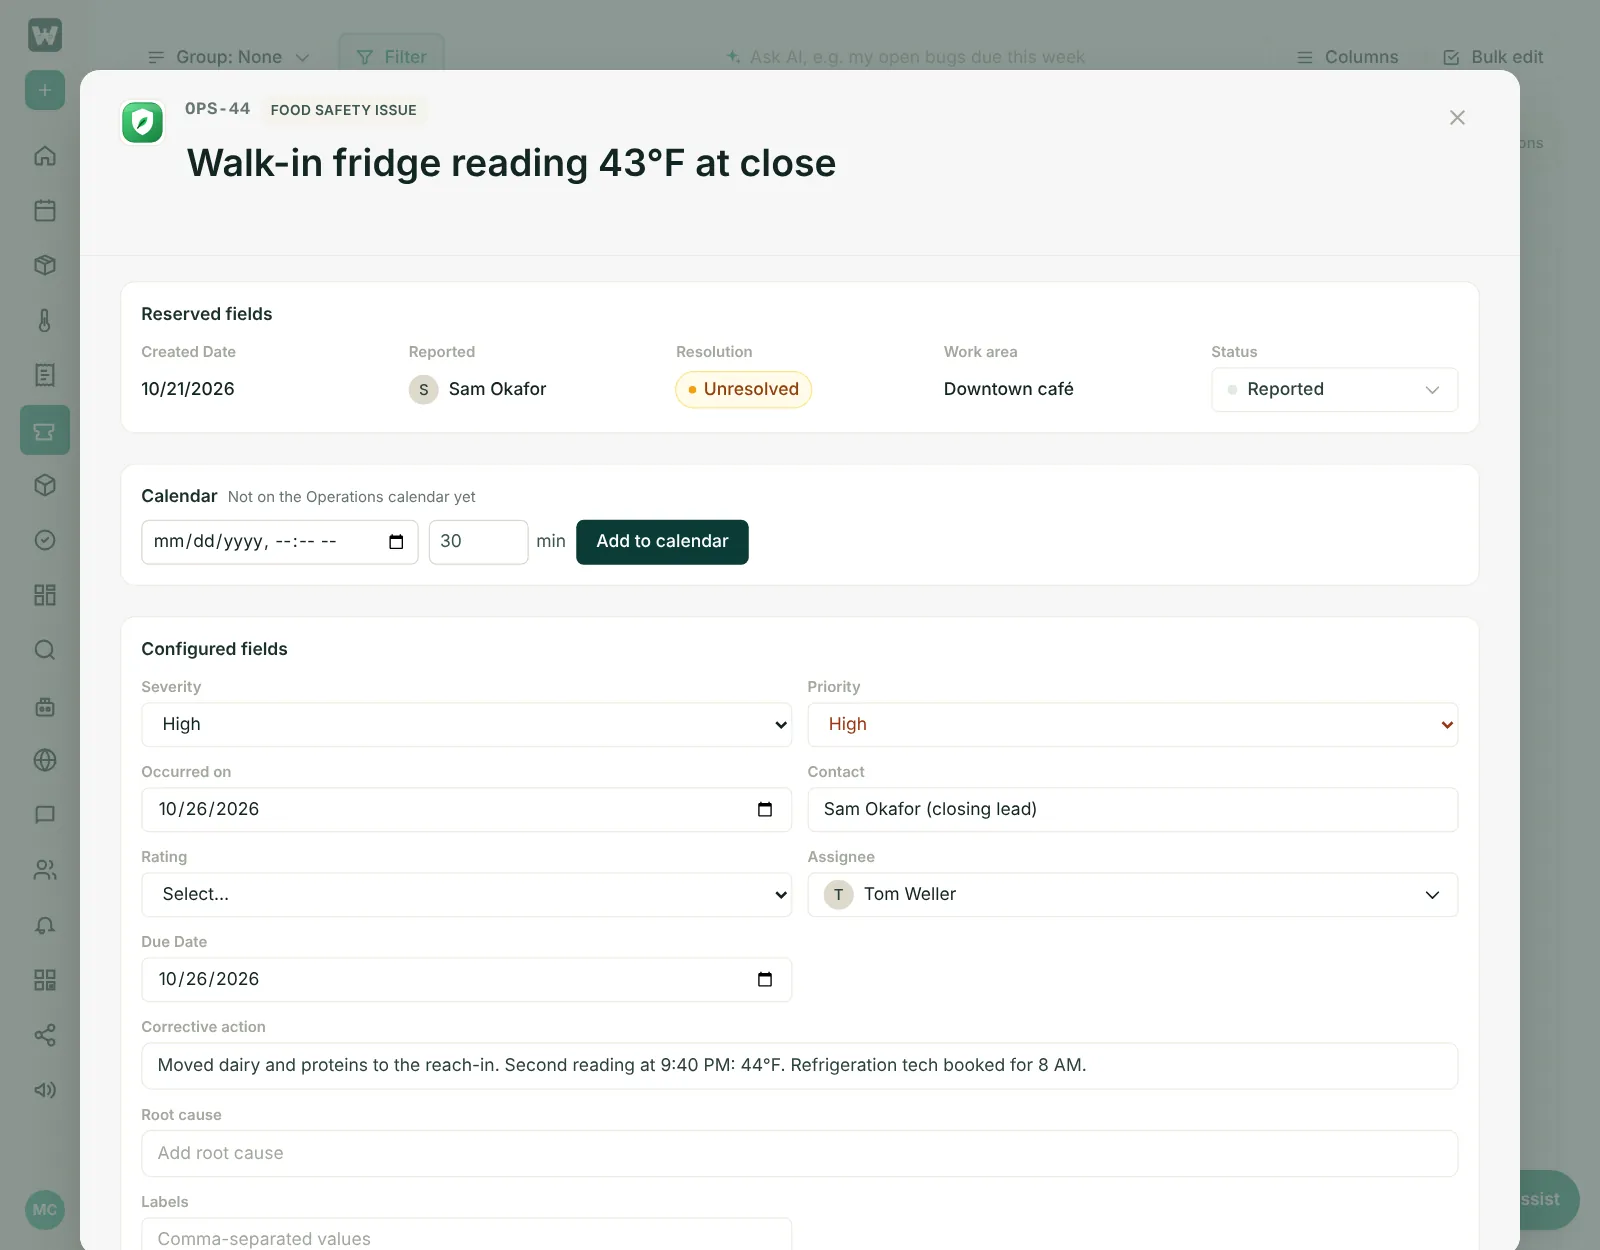 W
Group: None
Filter
Ask AI, e.g. my open bugs due this week
Columns
Bulk edit
OPS-44
FOOD SAFETY ISSUE
Walk-in fridge reading 43°F at close
Reserved fields
Created Date
Reported
Resolution
Work area
Status
10/21/2026
S
Sam Okafor
Unresolved
Downtown café
Reported
Calendar
Not on the Operations calendar yet
mm/dd/yyyy, --:-- --
30
min
Add to calendar
Configured fields
Severity
Priority
High
High
Occurred on
Contact
10/26/2026
Sam Okafor (closing lead)
Rating
Assignee
Select...
T
Tom Weller
Due Date
10/26/2026
Corrective action
Moved dairy and proteins to the reach-in. Second reading at 9:40 PM: 44°F. Refrigeration tech booked for 8 AM.
Root cause
Add root cause
Labels
Comma-separated values
MC